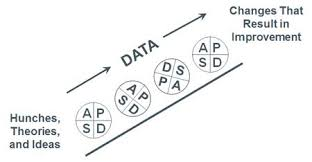 Changes That
Result in
Improvement
DATA
A P
S D
D S
P A
A P
S D
Hunches,
Theories,
and Ideas
A P
S D